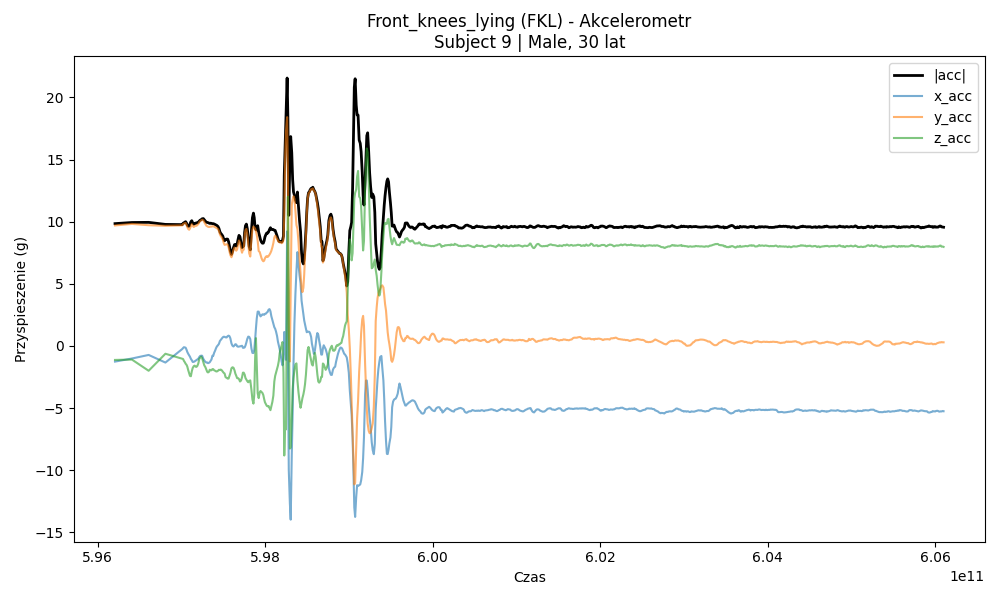 Front_knees_lying (FKL) - Akcelerometr
Subject 9 | Male, 30 lat
|acc|
x_acc
y_acc
z_acc
Przyspieszenie (g)
20
15
10
5
0
−5
−10
−15
5.96
5.98
6.00
6.02
6.04
6.06
1e11
Czas